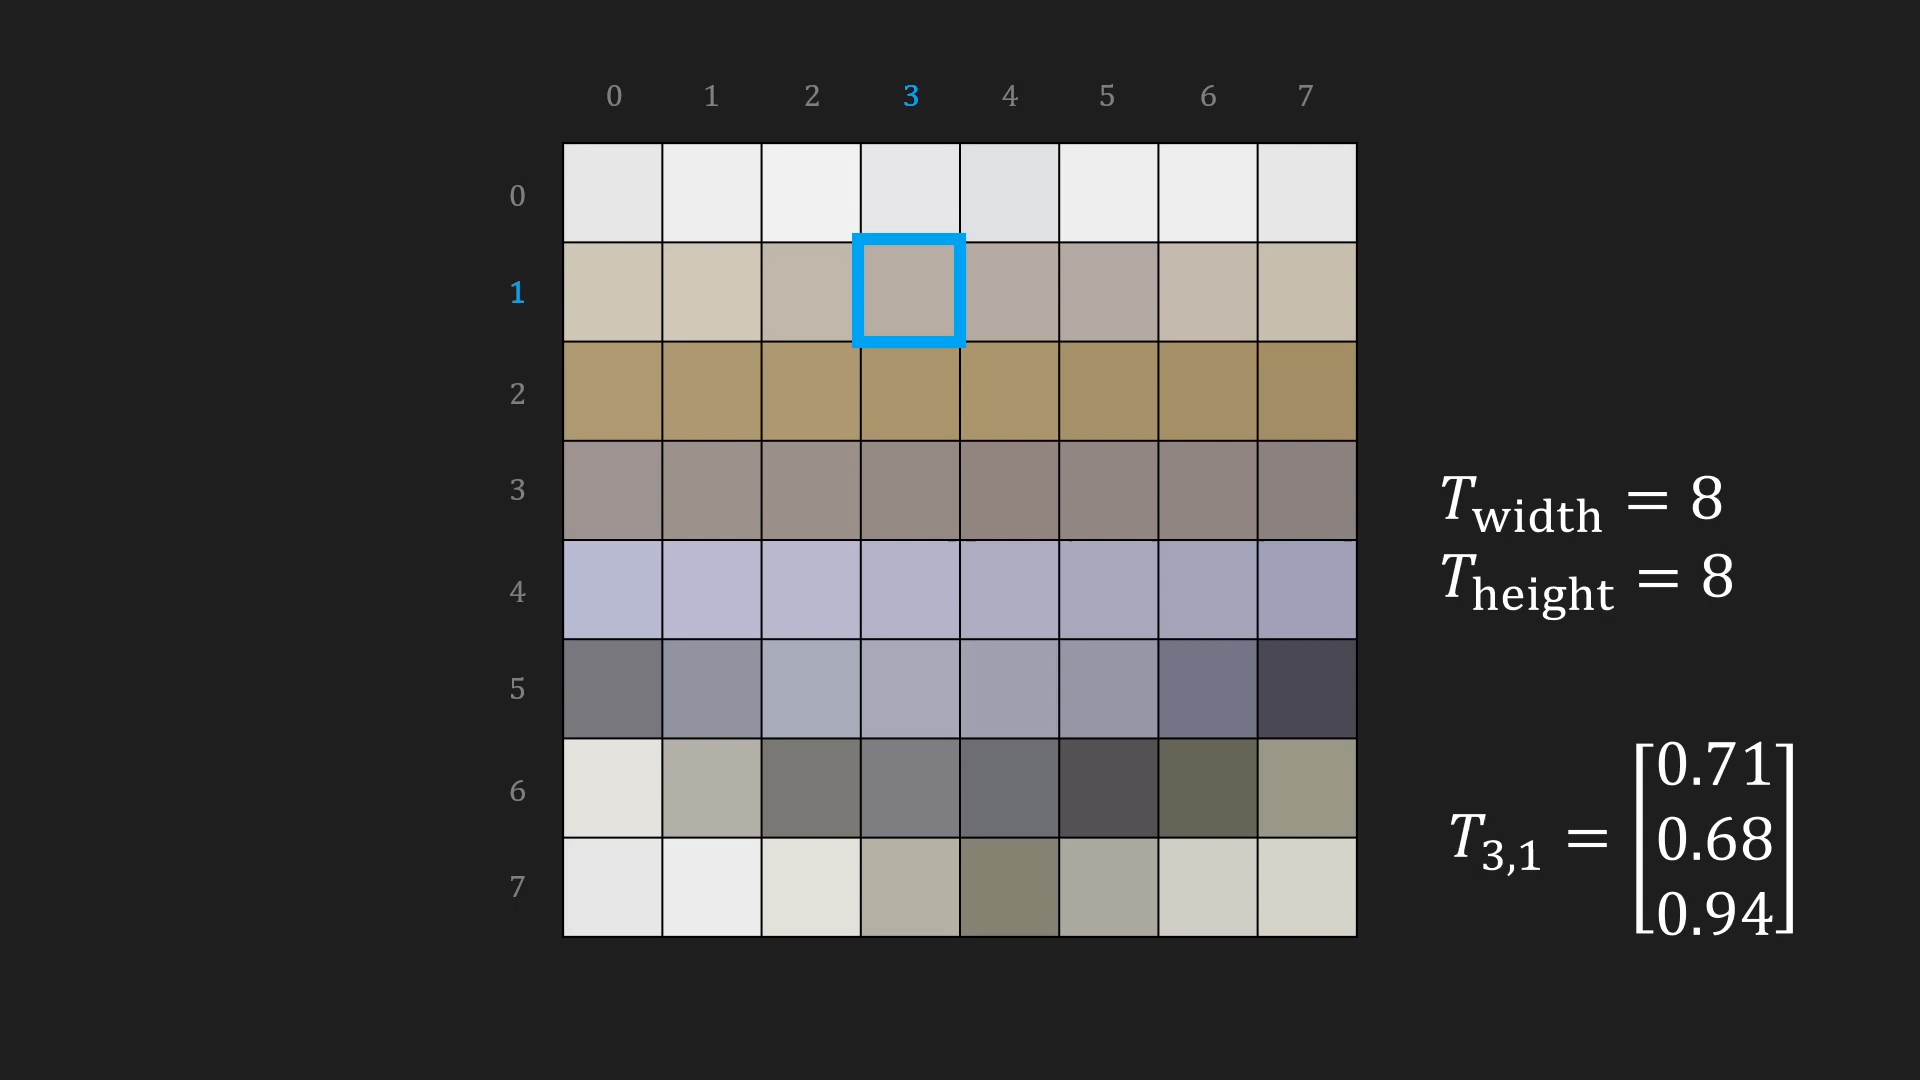 0 1 2 3 4 5 6 7
0
1
2
3
4
5
6
7
T_width = 8
T_height = 8
T_3,1 = [0.71
0.68
0.94]